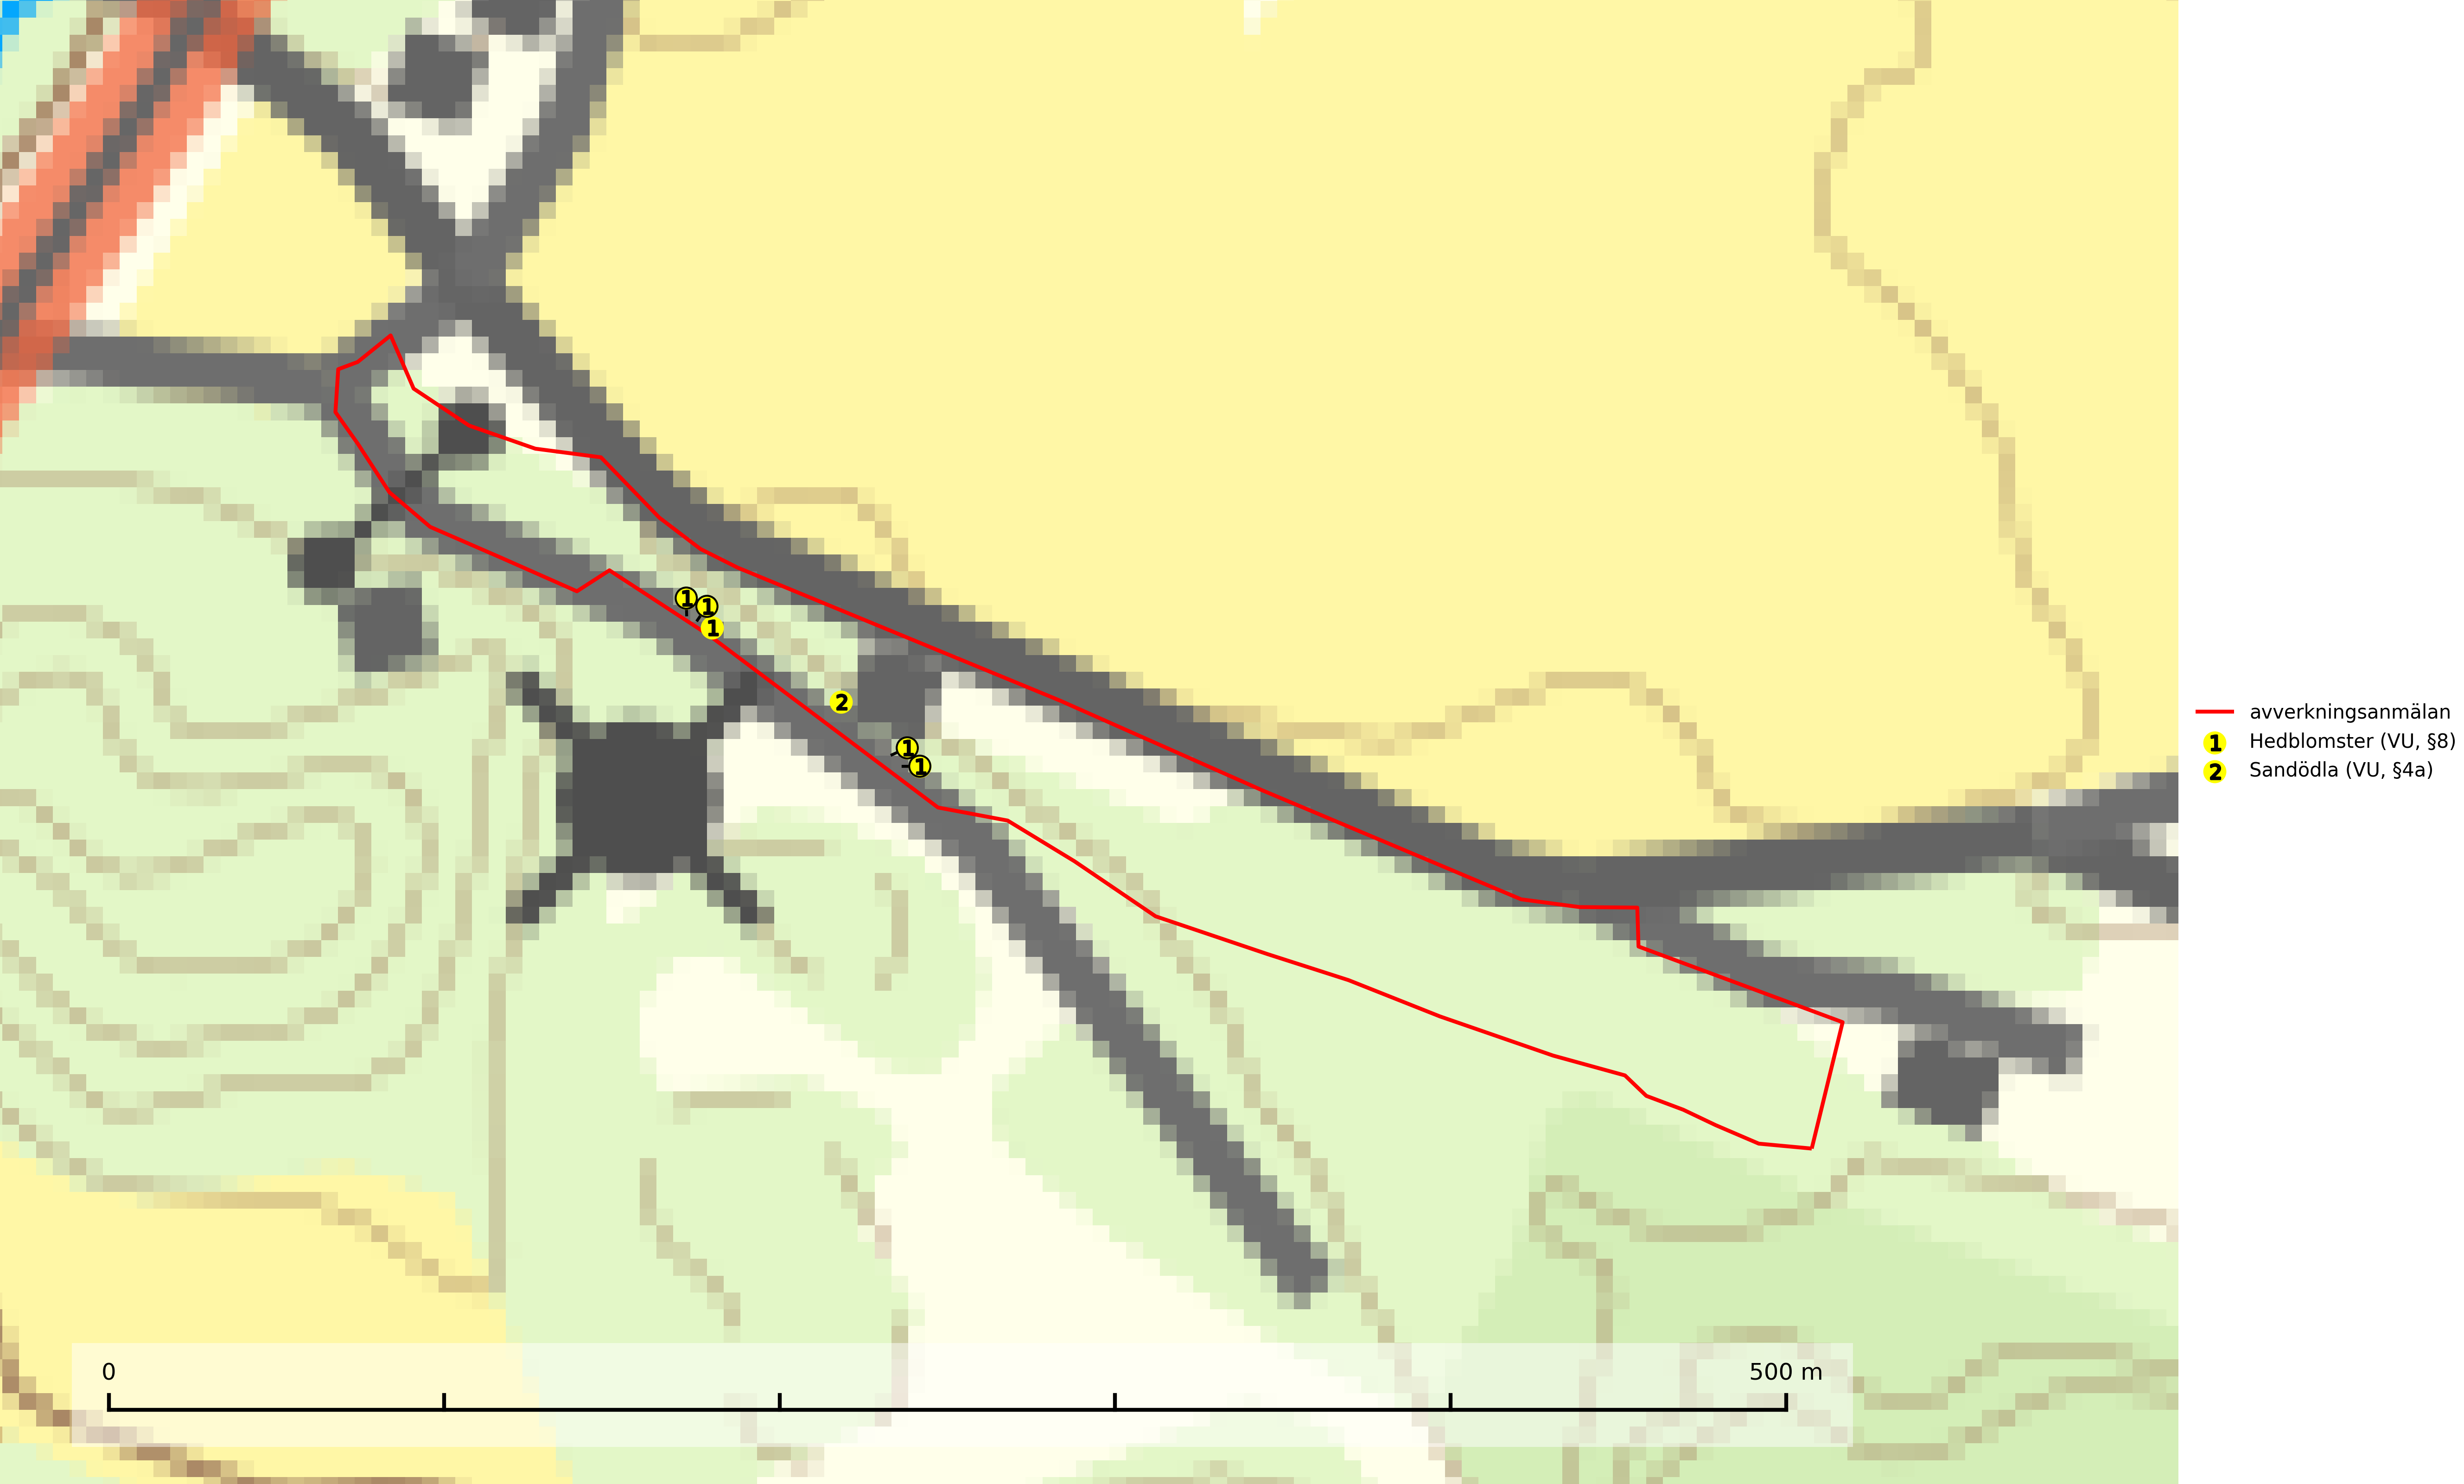 1
1
1
2
1
1
avverkningsanmälan
1 Hedblomster (VU, §8)
2 Sandödla (VU, §4a)
0 500 m